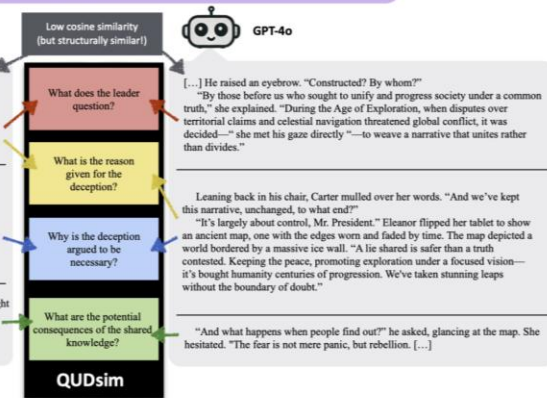 Low cosine similarity
(but structurally similar!)
GPT-4o
What does the leader
question?
What is the reason
given for the
deception?
Why is the deception
argued to be
necessary?
What are the potential
consequences of the shared
knowledge?
QUDsim
[…] He raised an eyebrow. “Constructed? By whom?”
“By those before us who sought to unify and progress society under a common
truth,” she explained. “During the Age of Exploration, when disputes over
territorial claims and celestial navigation threatened global conflict, it was
decided—“ she met his gaze directly “—to weave a narrative that unites rather
than divides.”
Leaning back in his chair, Carter mulled over her words. “And we've kept
this narrative, unchanged, to what end?”
“It's largely about control, Mr. President.” Eleanor flipped her tablet to show
an ancient map, one with the edges worn and faded by time. The map depicted a
world bordered by a massive ice wall. “A lie shared is safer than a truth
contested. Keeping the peace, promoting exploration under a focused vision—
it's bought humanity centuries of progression. We've taken stunning leaps
without the boundary of doubt.”
“And what happens when people find out?” he asked, glancing at the map. She
hesitated. "The fear is not mere panic, but rebellion. […]
ght